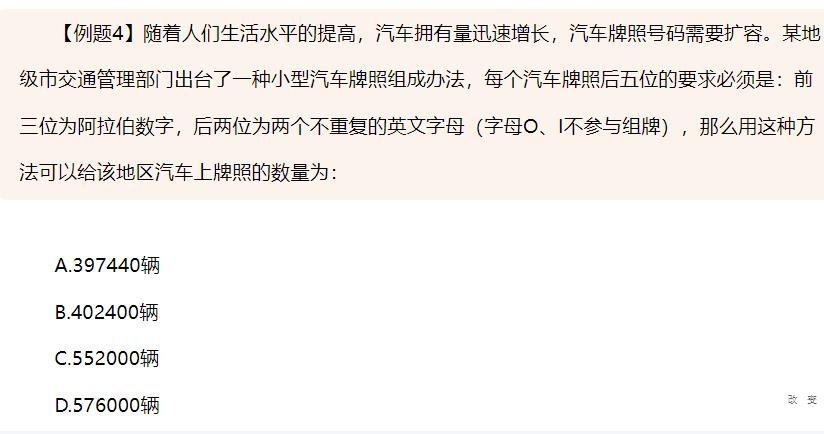 【例题4】随着人们生活水平的提高，汽车拥有量迅速增长，汽车牌照号码需要扩容。某地
级市交通管理部门出台了一种小型汽车牌照组成办法，每个汽车牌照后五位的要求必须是：前
三位为阿拉伯数字，后两位为两个不重复的英文字母（字母O、I不参与组牌），那么用这种方
法可以给该地区汽车上牌照的数量为：
A.397440辆
B.402400辆
C.552000辆
D.576000辆
改 变